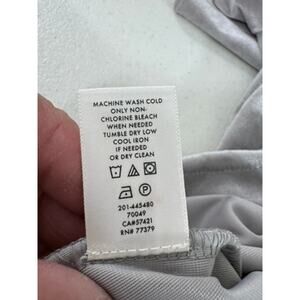 MACHINE WASH COLD
ONLY NON-
CHLORINE BLEACH
WHEN NEEDED
TUMBLE DRY LOW
COOL IRON
IF NEEDED
OR DRY CLEAN
201-445480
70049
CA#57421
RN# 77379